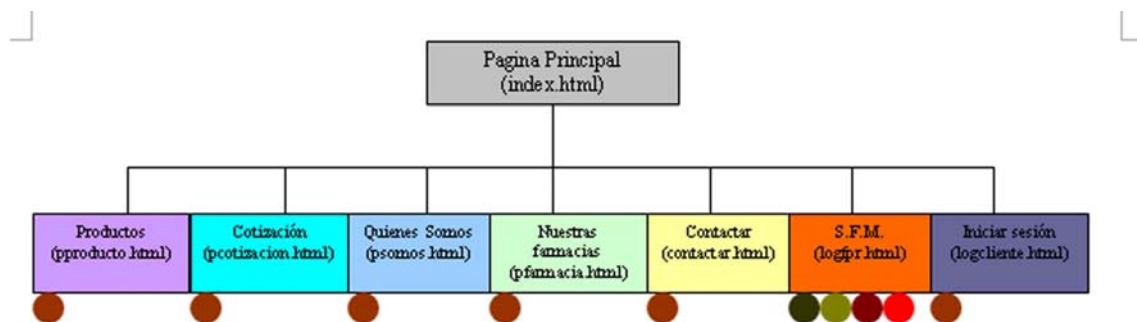 Pagina Principal
(index.html)
Productos
(pproducto.html)
Cotización
(pcotizacion.html)
Quienes Somos
(psomos.html)
Nuestras
farmacias
(pfarmacia.html)
Contactar
(contactar.html)
S.F.M.
(logfpr.html)
Iniciar sesión
(logcliente.html)